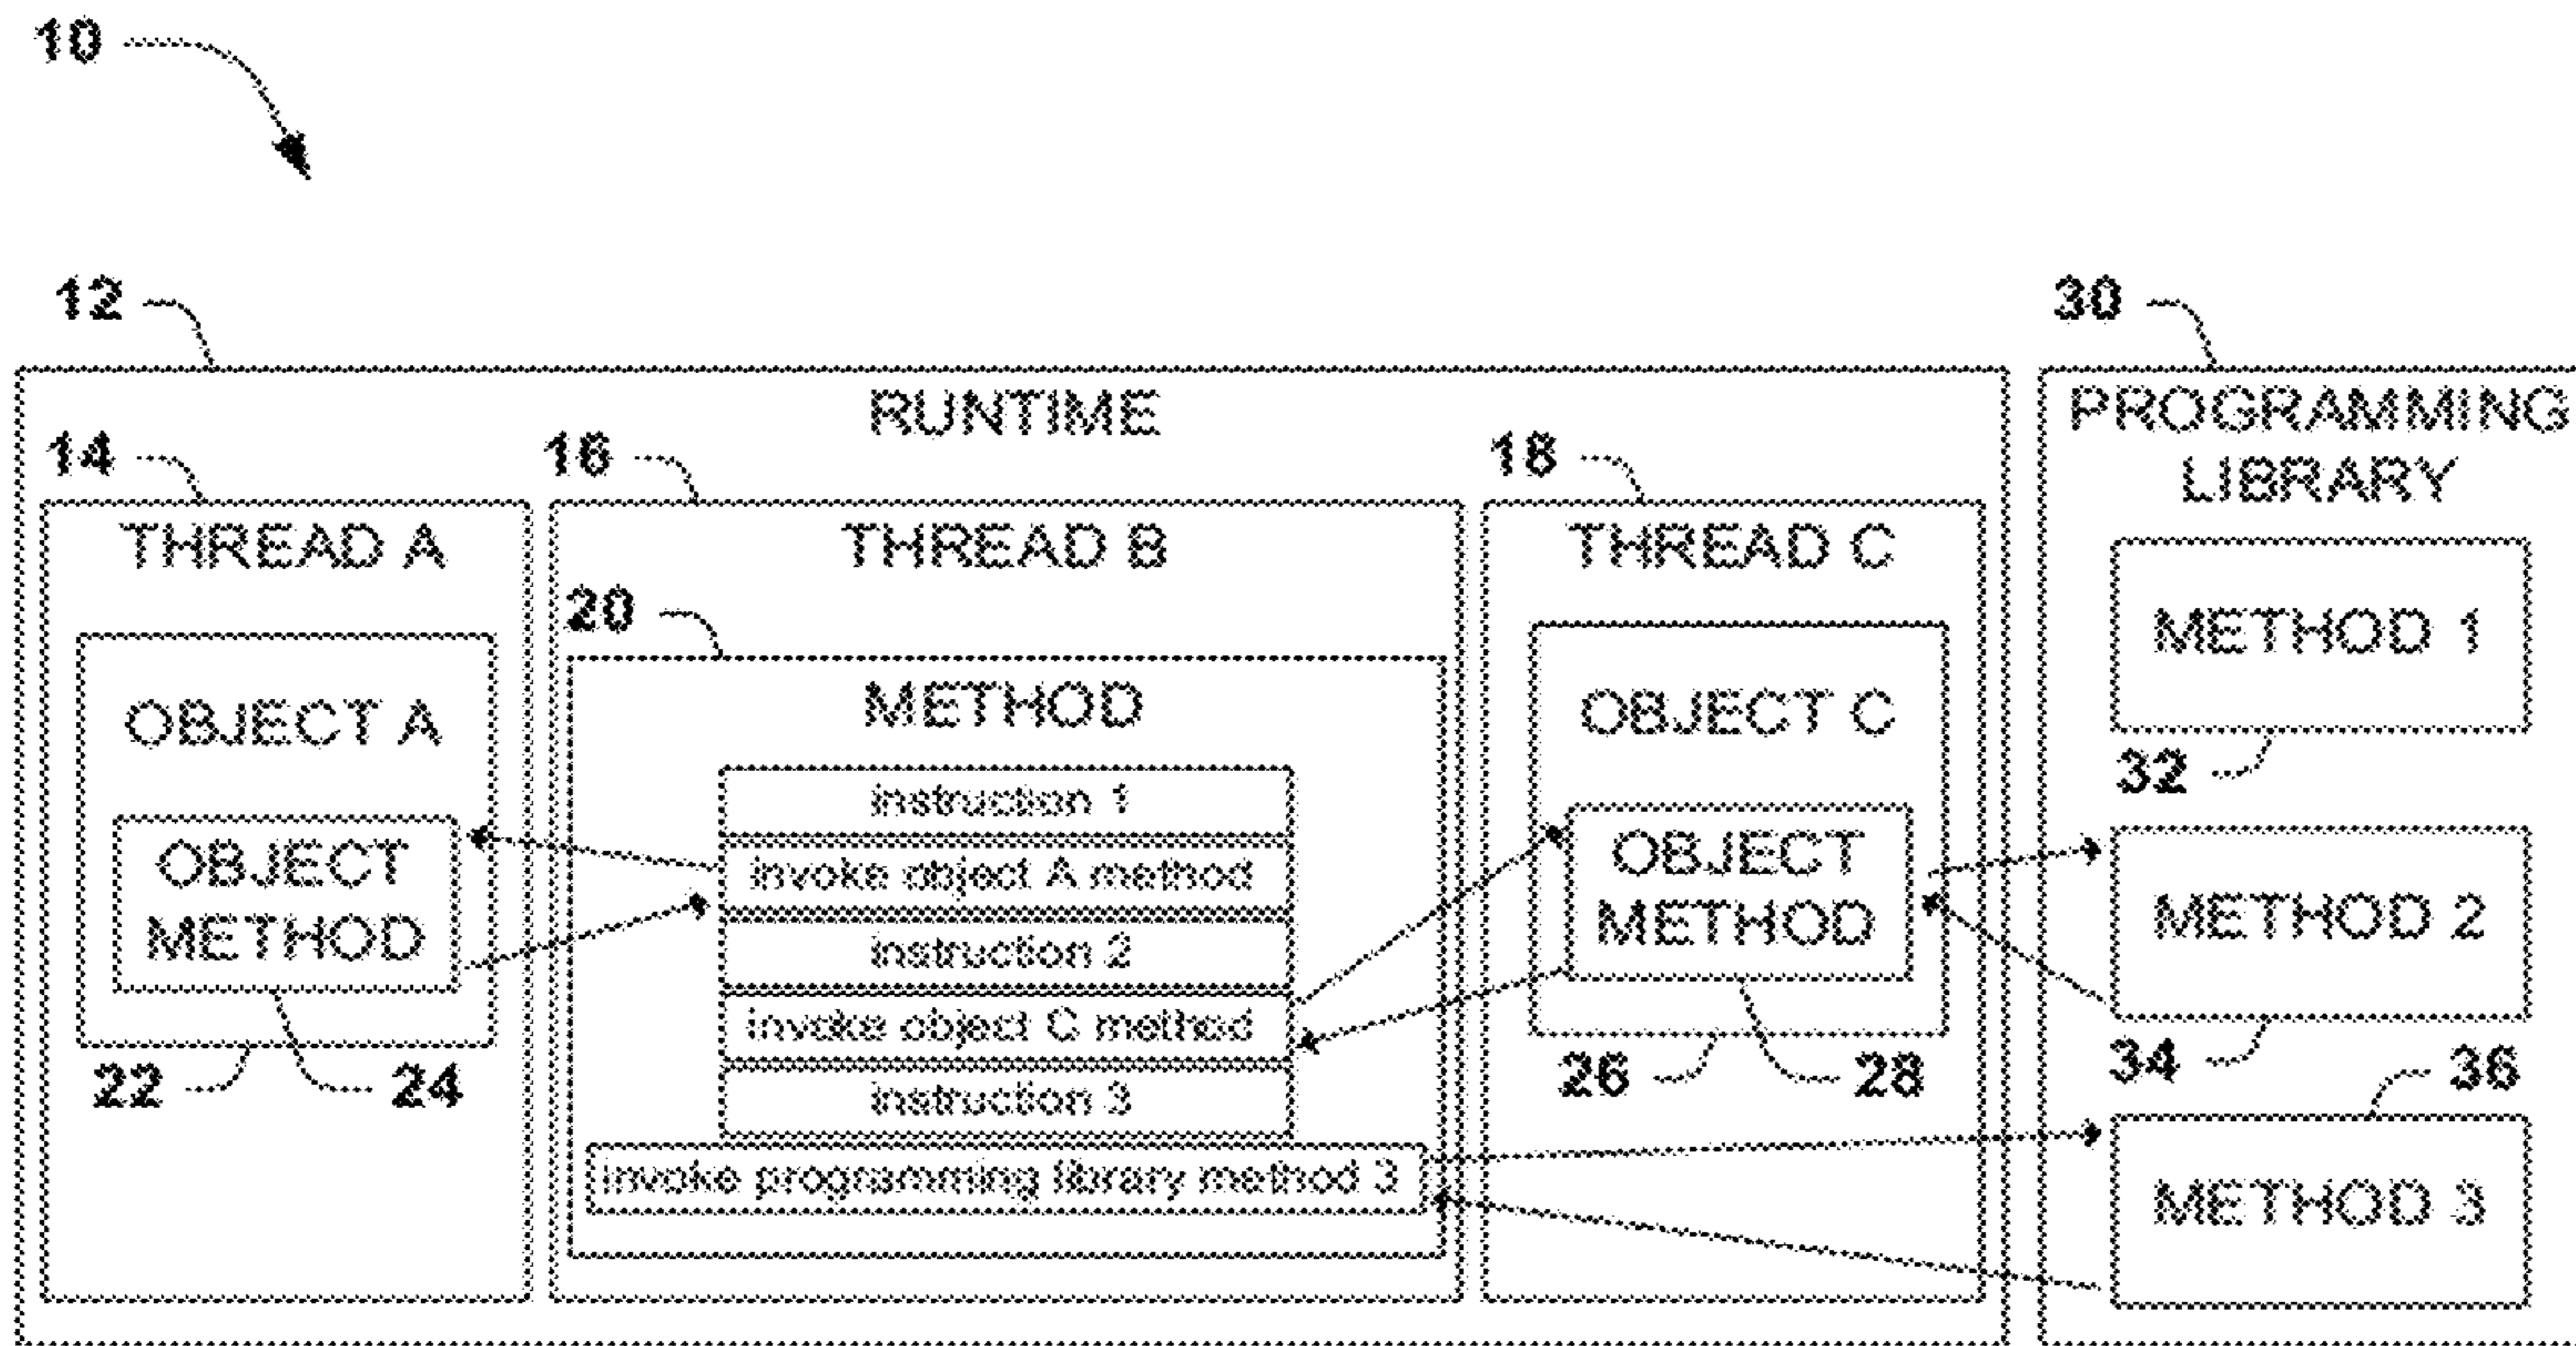 10
12
30
RUNTIME
PROGRAMMING
LIBRARY
14
16
18
THREAD A
THREAD B
THREAD C
20
METHOD 1
OBJECT A
METHOD
OBJECT C
32
instruction 1
OBJECT
METHOD
invoke object A method
OBJECT
METHOD
METHOD 2
instruction 2
invoke object C method
22
24
26
28
34
36
instruction 3
invoke programming library method 3
METHOD 3